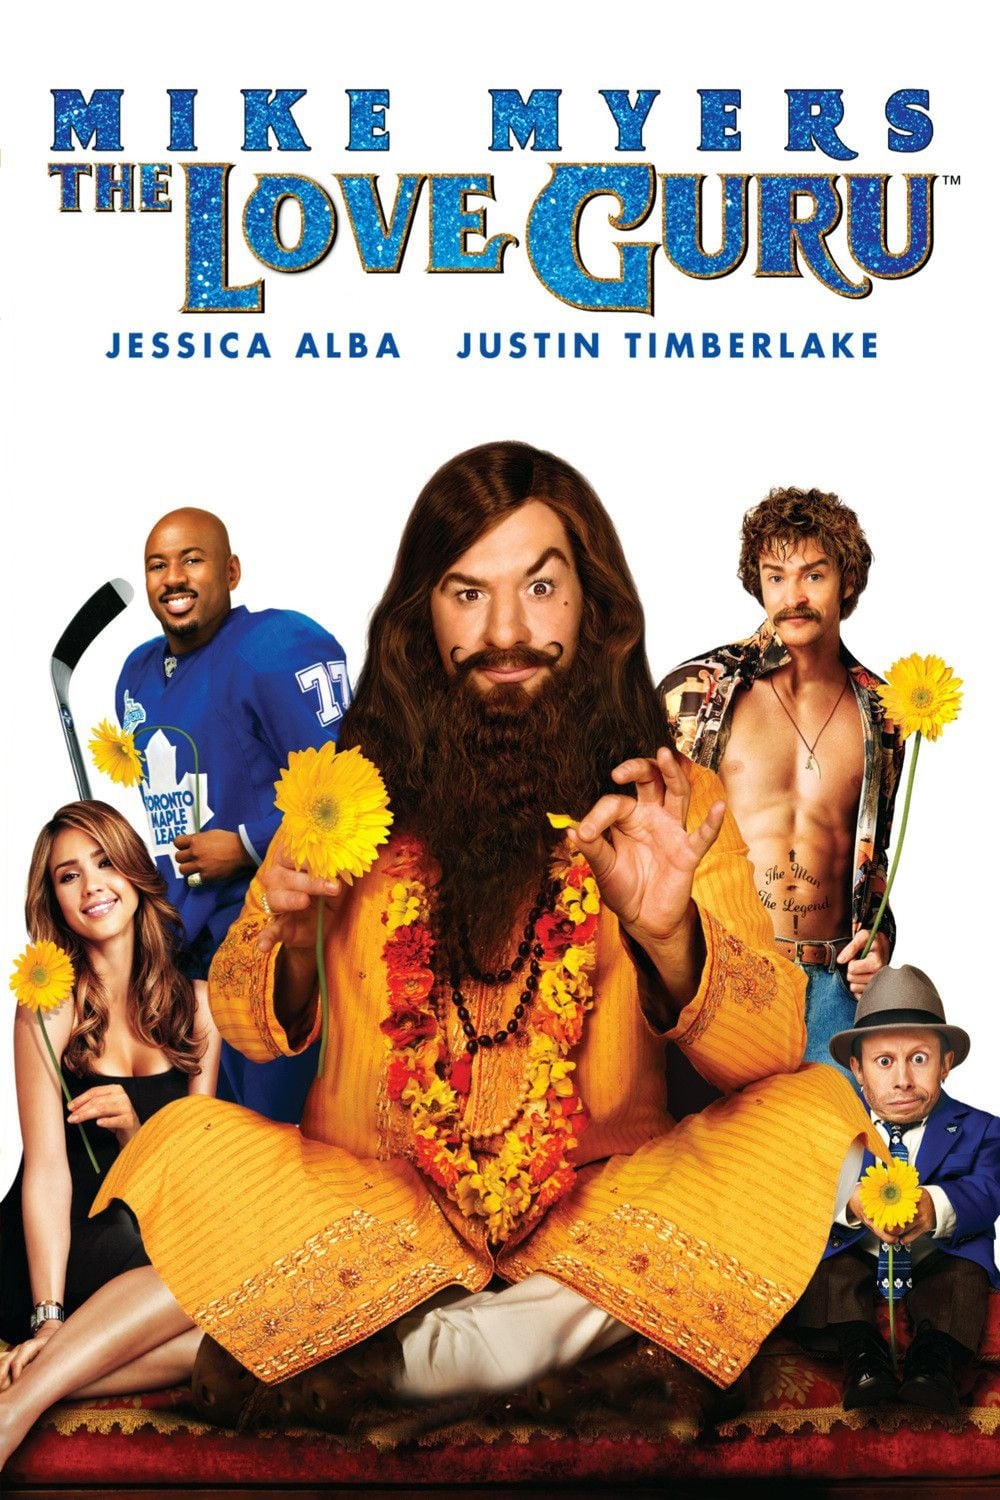 MIKE MYERS
THE LOVE GURU™
JESSICA ALBA JUSTIN TIMBERLAKE
77
TORONTO
MAPLE
LEAFS
The Man
The Legend